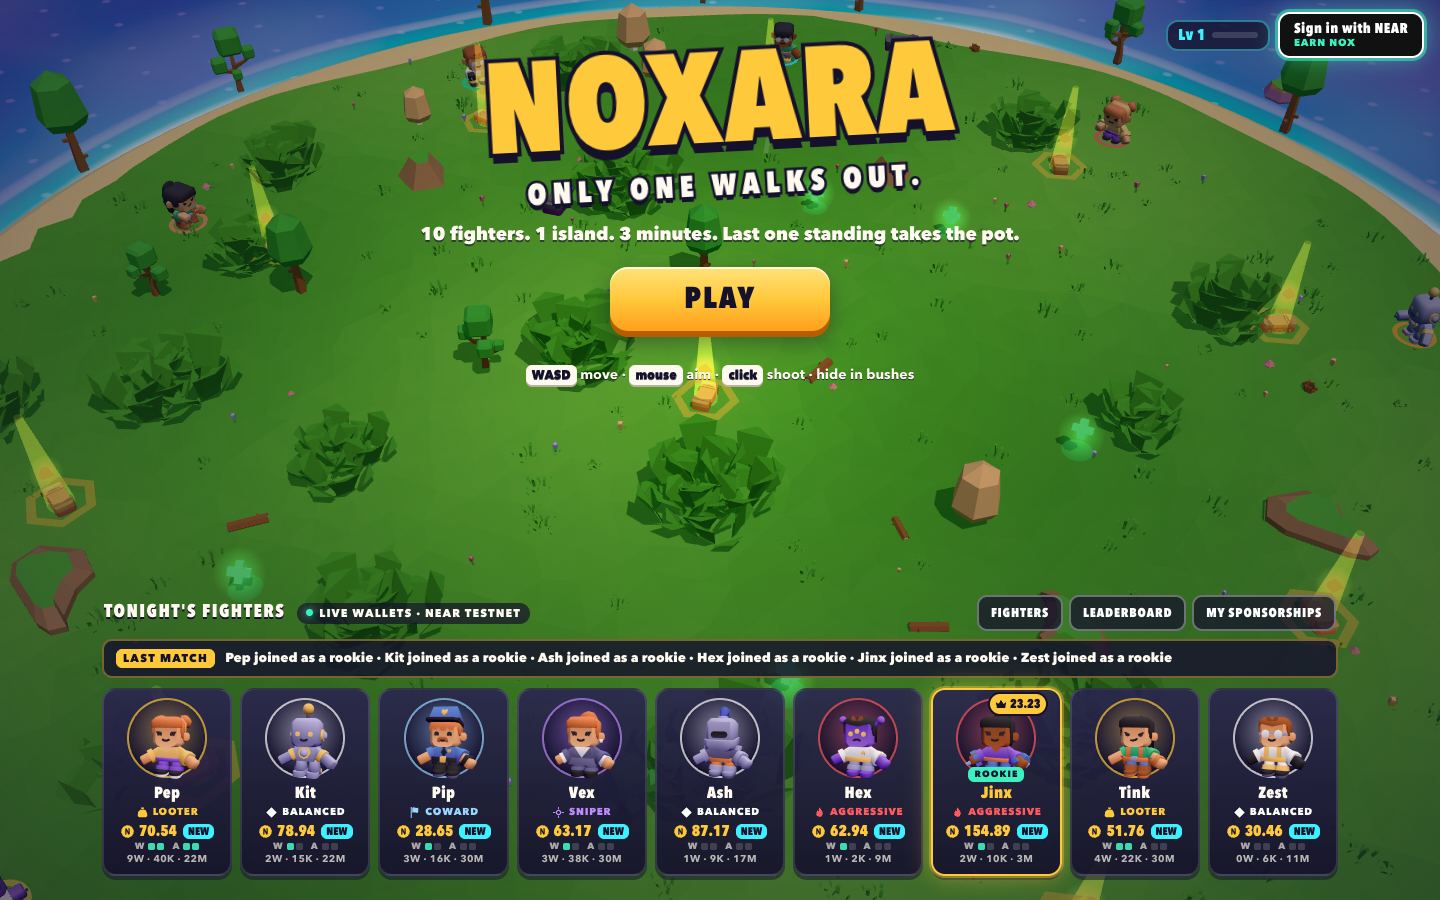 Lv 1
Sign in with NEAR
EARN NOX
NOXARA
ONLY ONE WALKS OUT.
10 fighters. 1 island. 3 minutes. Last one standing takes the pot.
PLAY
WASD move · mouse aim · click shoot · hide in bushes
TONIGHT'S FIGHTERS
LIVE WALLETS · NEAR TESTNET
FIGHTERS
LEADERBOARD
MY SPONSORSHIPS
LAST MATCH Pep joined as a rookie · Kit joined as a rookie · Ash joined as a rookie · Hex joined as a rookie · Jinx joined as a rookie · Zest joined as a rookie
Pep
LOOTER
N 70.54 NEW
W A
9W · 40K · 22M
Kit
BALANCED
N 78.94 NEW
W A
2W · 15K · 22M
Pip
COWARD
N 28.65 NEW
W A
3W · 16K · 30M
Vex
SNIPER
N 63.17 NEW
W A
3W · 38K · 30M
Ash
BALANCED
N 87.17 NEW
W A
1W · 9K · 17M
Hex
AGGRESSIVE
N 62.94 NEW
W A
1W · 2K · 9M
23.23
ROOKIE
Jinx
AGGRESSIVE
N 154.89 NEW
W A
2W · 10K · 3M
Tink
LOOTER
N 51.76 NEW
W A
4W · 22K · 30M
Zest
BALANCED
N 30.46 NEW
W A
0W · 6K · 11M